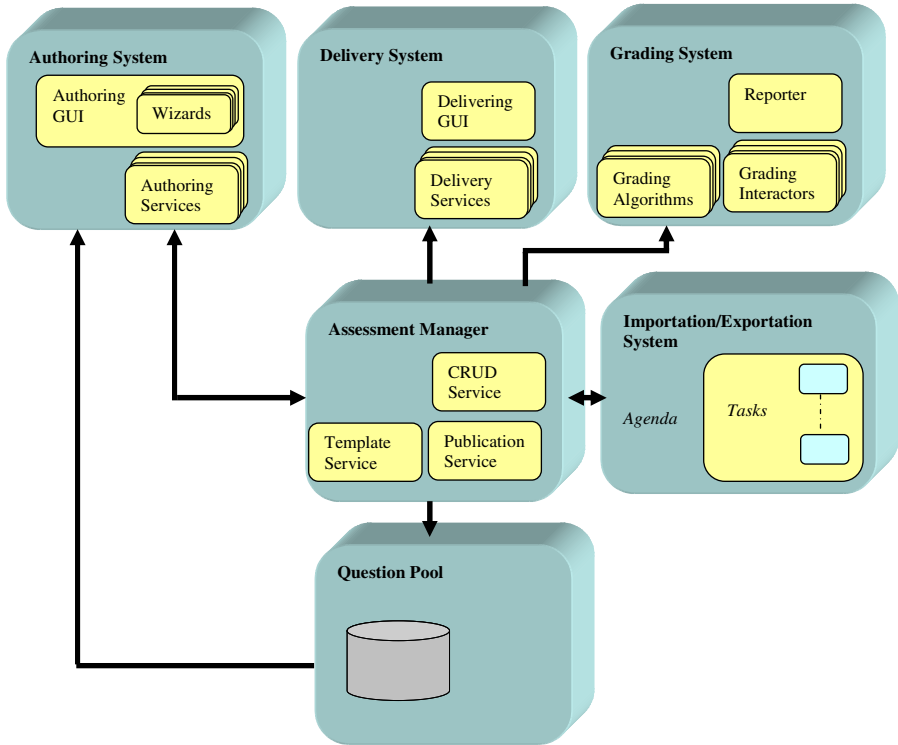 Authoring System
Authoring
GUI
Wizards
Authoring
Services
Delivery System
Delivering
GUI
Delivery
Services
Grading System
Reporter
Grading
Algorithms
Grading
Interactors
Assessment Manager
CRUD
Service
Template
Service
Publication
Service
Importation/Exportation
System
Agenda
Tasks
Question Pool